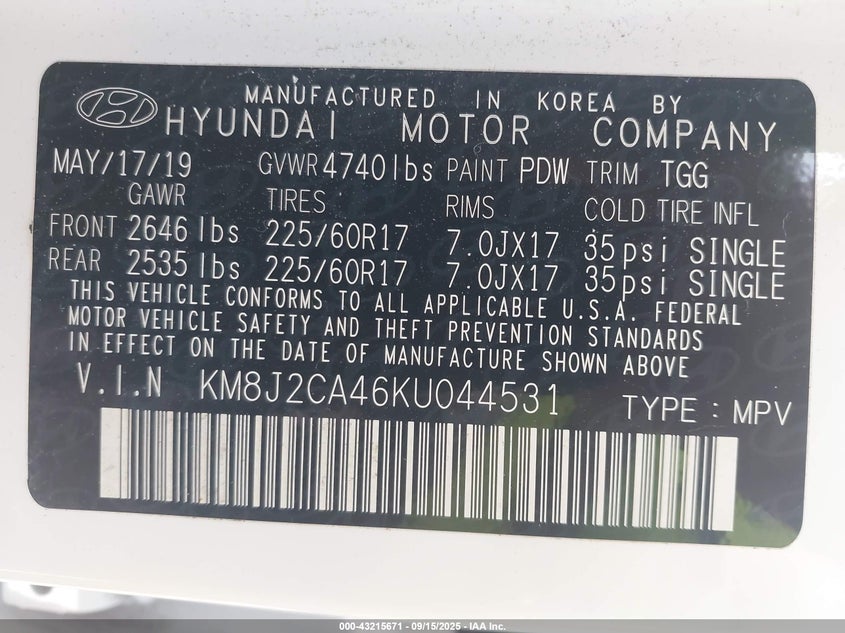 MANUFACTURED IN KOREA BY
HYUNDAI MOTOR COMPANY
MAY/17/19 GVWR 4740lbs PAINT PDW TRIM TGG
GAWR TIRES RIMS COLD TIRE INFL
FRONT 2646 lbs 225/60R17 7.0JX17 35psi SINGLE
REAR 2535 lbs 225/60R17 7.0JX17 35psi SINGLE
THIS VEHICLE CONFORMS TO ALL APPLICABLE U.S.A. FEDERAL
MOTOR VEHICLE SAFETY AND THEFT PREVENTION STANDARDS
IN EFFECT ON THE DATE OF MANUFACTURE SHOWN ABOVE
V.I.N KM8J2CA46KU044531 TYPE : MPV
000-43215671 - 09/15/2025 - IAA Inc.